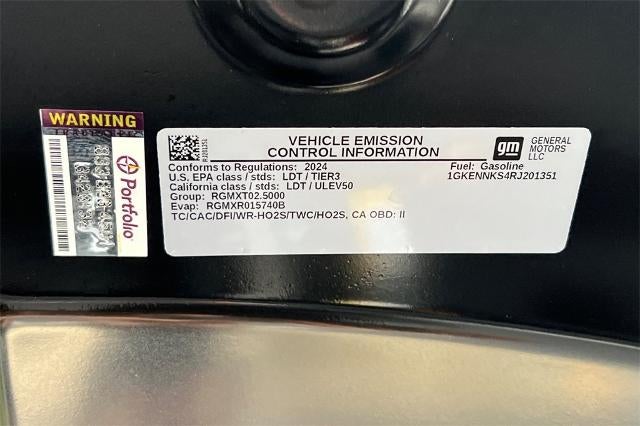 WARNING
Portfolio
RJ201351
VEHICLE EMISSION
CONTROL INFORMATION
gm
GENERAL
MOTORS
LLC
Conforms to Regulations: 2024
Fuel: Gasoline
U.S. EPA class / stds: LDT / TIER3
1GKENNKS4RJ201351
California class / stds: LDT / ULEV50
Group: RGMXT02.5000
Evap: RGMXR015740B
TC/CAC/DFI/WR-HO2S/TWC/HO2S, CA OBD: II